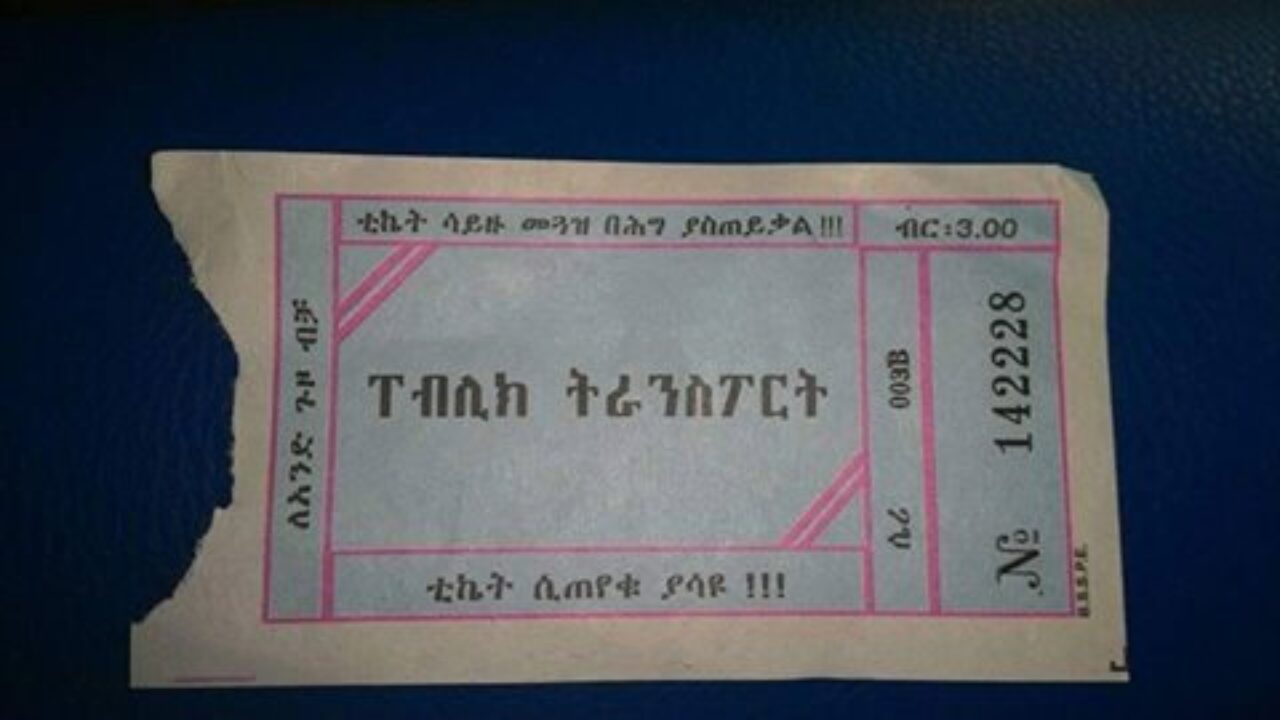 ቲኬት ሳይዙ መጓዝ በሕግ ያስጠይቃል!!!
ብር፡3.00
ለአንድ ጉዞ ብቻ
ፐብሊክ ትራንስፖርት
ሴሪ 003B
№ 142228
ቲኬት ሲጠየቁ ያሳዩ !!!
B.S.S.P.E.